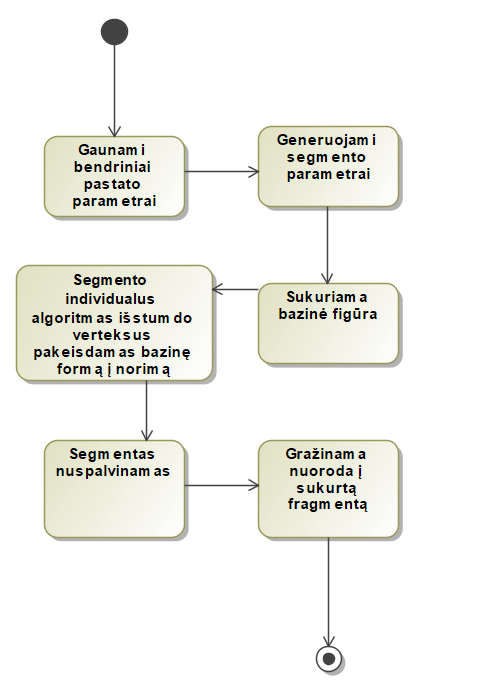 Gaunami
bendriniai
pastato
parametrai
Generuojami
segmento
parametrai
Segmento
individualus
algoritmas išstumdo
verteksus
pakeisdamas bazinę
formą į norimą
Sukuriama
bazinė figūra
Segmentas
nuspalvinamas
Gražinama
nuoroda į
sukurtą
fragmentą